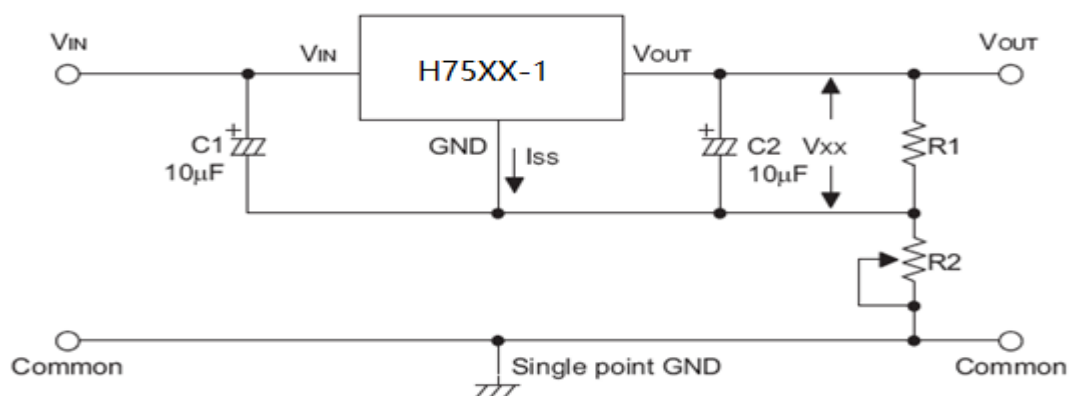 VIN
VIN
H75XX-1
VOUT
VOUT
C1
10μF
GND
ISS
C2
10μF
VXX
R1
R2
Common
Single point GND
Common